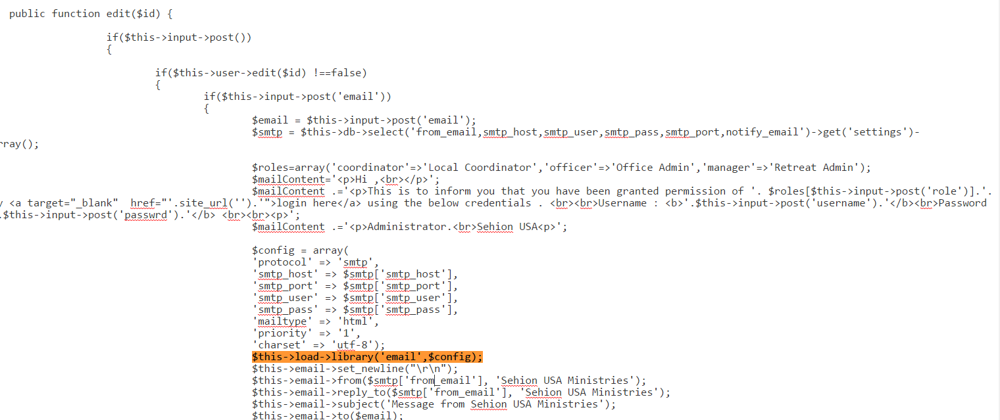 public function edit($id) {
if($this->input->post())
{
if($this->user->edit($id) !==false)
{
if($this->input->post('email'))
{
$email = $this->input->post('email');
$smtp = $this->db->select('from_email,smtp_host,smtp_user,smtp_pass,smtp_port,notify_email')->get('settings')-
rray();
$roles=array('coordinator'=>'Local Coordinator','officer'=>'Office Admin','manager'=>'Retreat Admin');
$mailContent='<p>Hi ,<br></p>';
$mailContent .='<p>This is to inform you that you have been granted permission of '. $roles[$this->input->post('role')].'.
y <a target="_blank"  href="'.site_url('').'">login here</a> using the below credentials . <br><br>Username : <b>'.$this->input->post('username').'</b><br>Password
.$this->input->post('passwrd').'</b> <br><br><p>';
$mailContent .='<p>Administrator.<br>Sehion USA<p>';
$config = array(
'protocol' => 'smtp',
'smtp_host' => $smtp['smtp_host'],
'smtp_port' => $smtp['smtp_port'],
'smtp_user' => $smtp['smtp_user'],
'smtp_pass' => $smtp['smtp_pass'],
'mailtype' => 'html',
'priority' => '1',
'charset' => 'utf-8');
$this->load->library('email',$config);
$this->email->set_newline("\r\n");
$this->email->from($smtp['from_email'], 'Sehion USA Ministries');
$this->email->reply_to($smtp['from_email'], 'Sehion USA Ministries');
$this->email->subject('Message from Sehion USA Ministries');
$this->email->to($email);